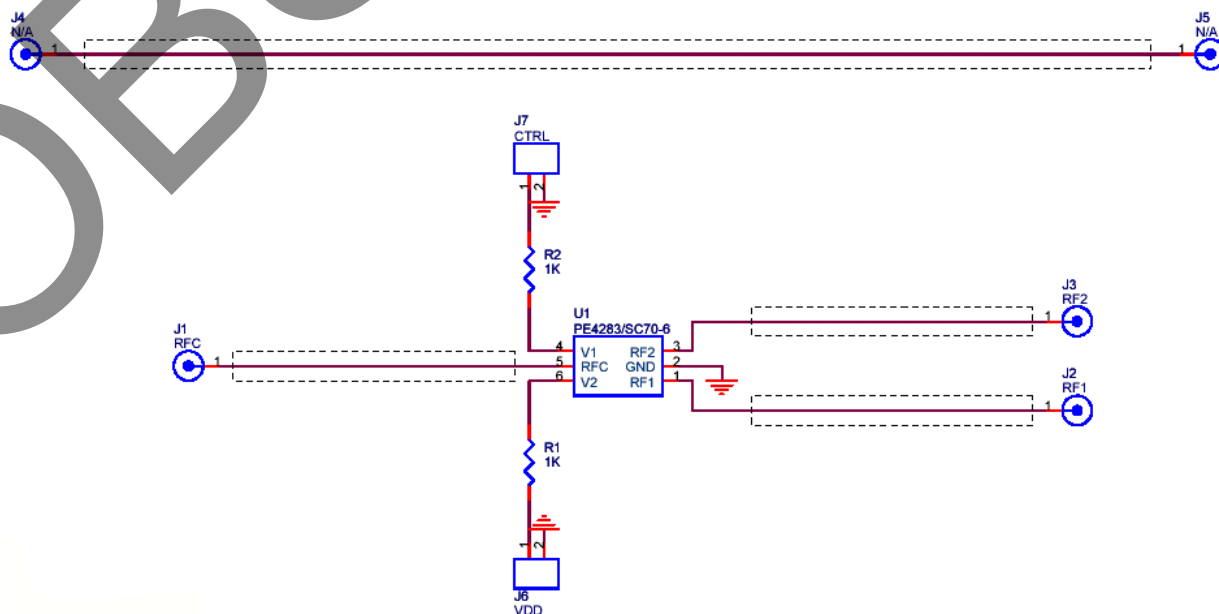 J4
N/A
1
J5
N/A
1
J7
CTRL
1
2
R2
1K
U1
PE4283/SC70-6
J1
RFC
1
4
5
6
V1 RF2
RFC GND
V2 RF1
3
2
1
J3
RF2
1
J2
RF1
1
R1
1K
1
2
J6
VDD
OB